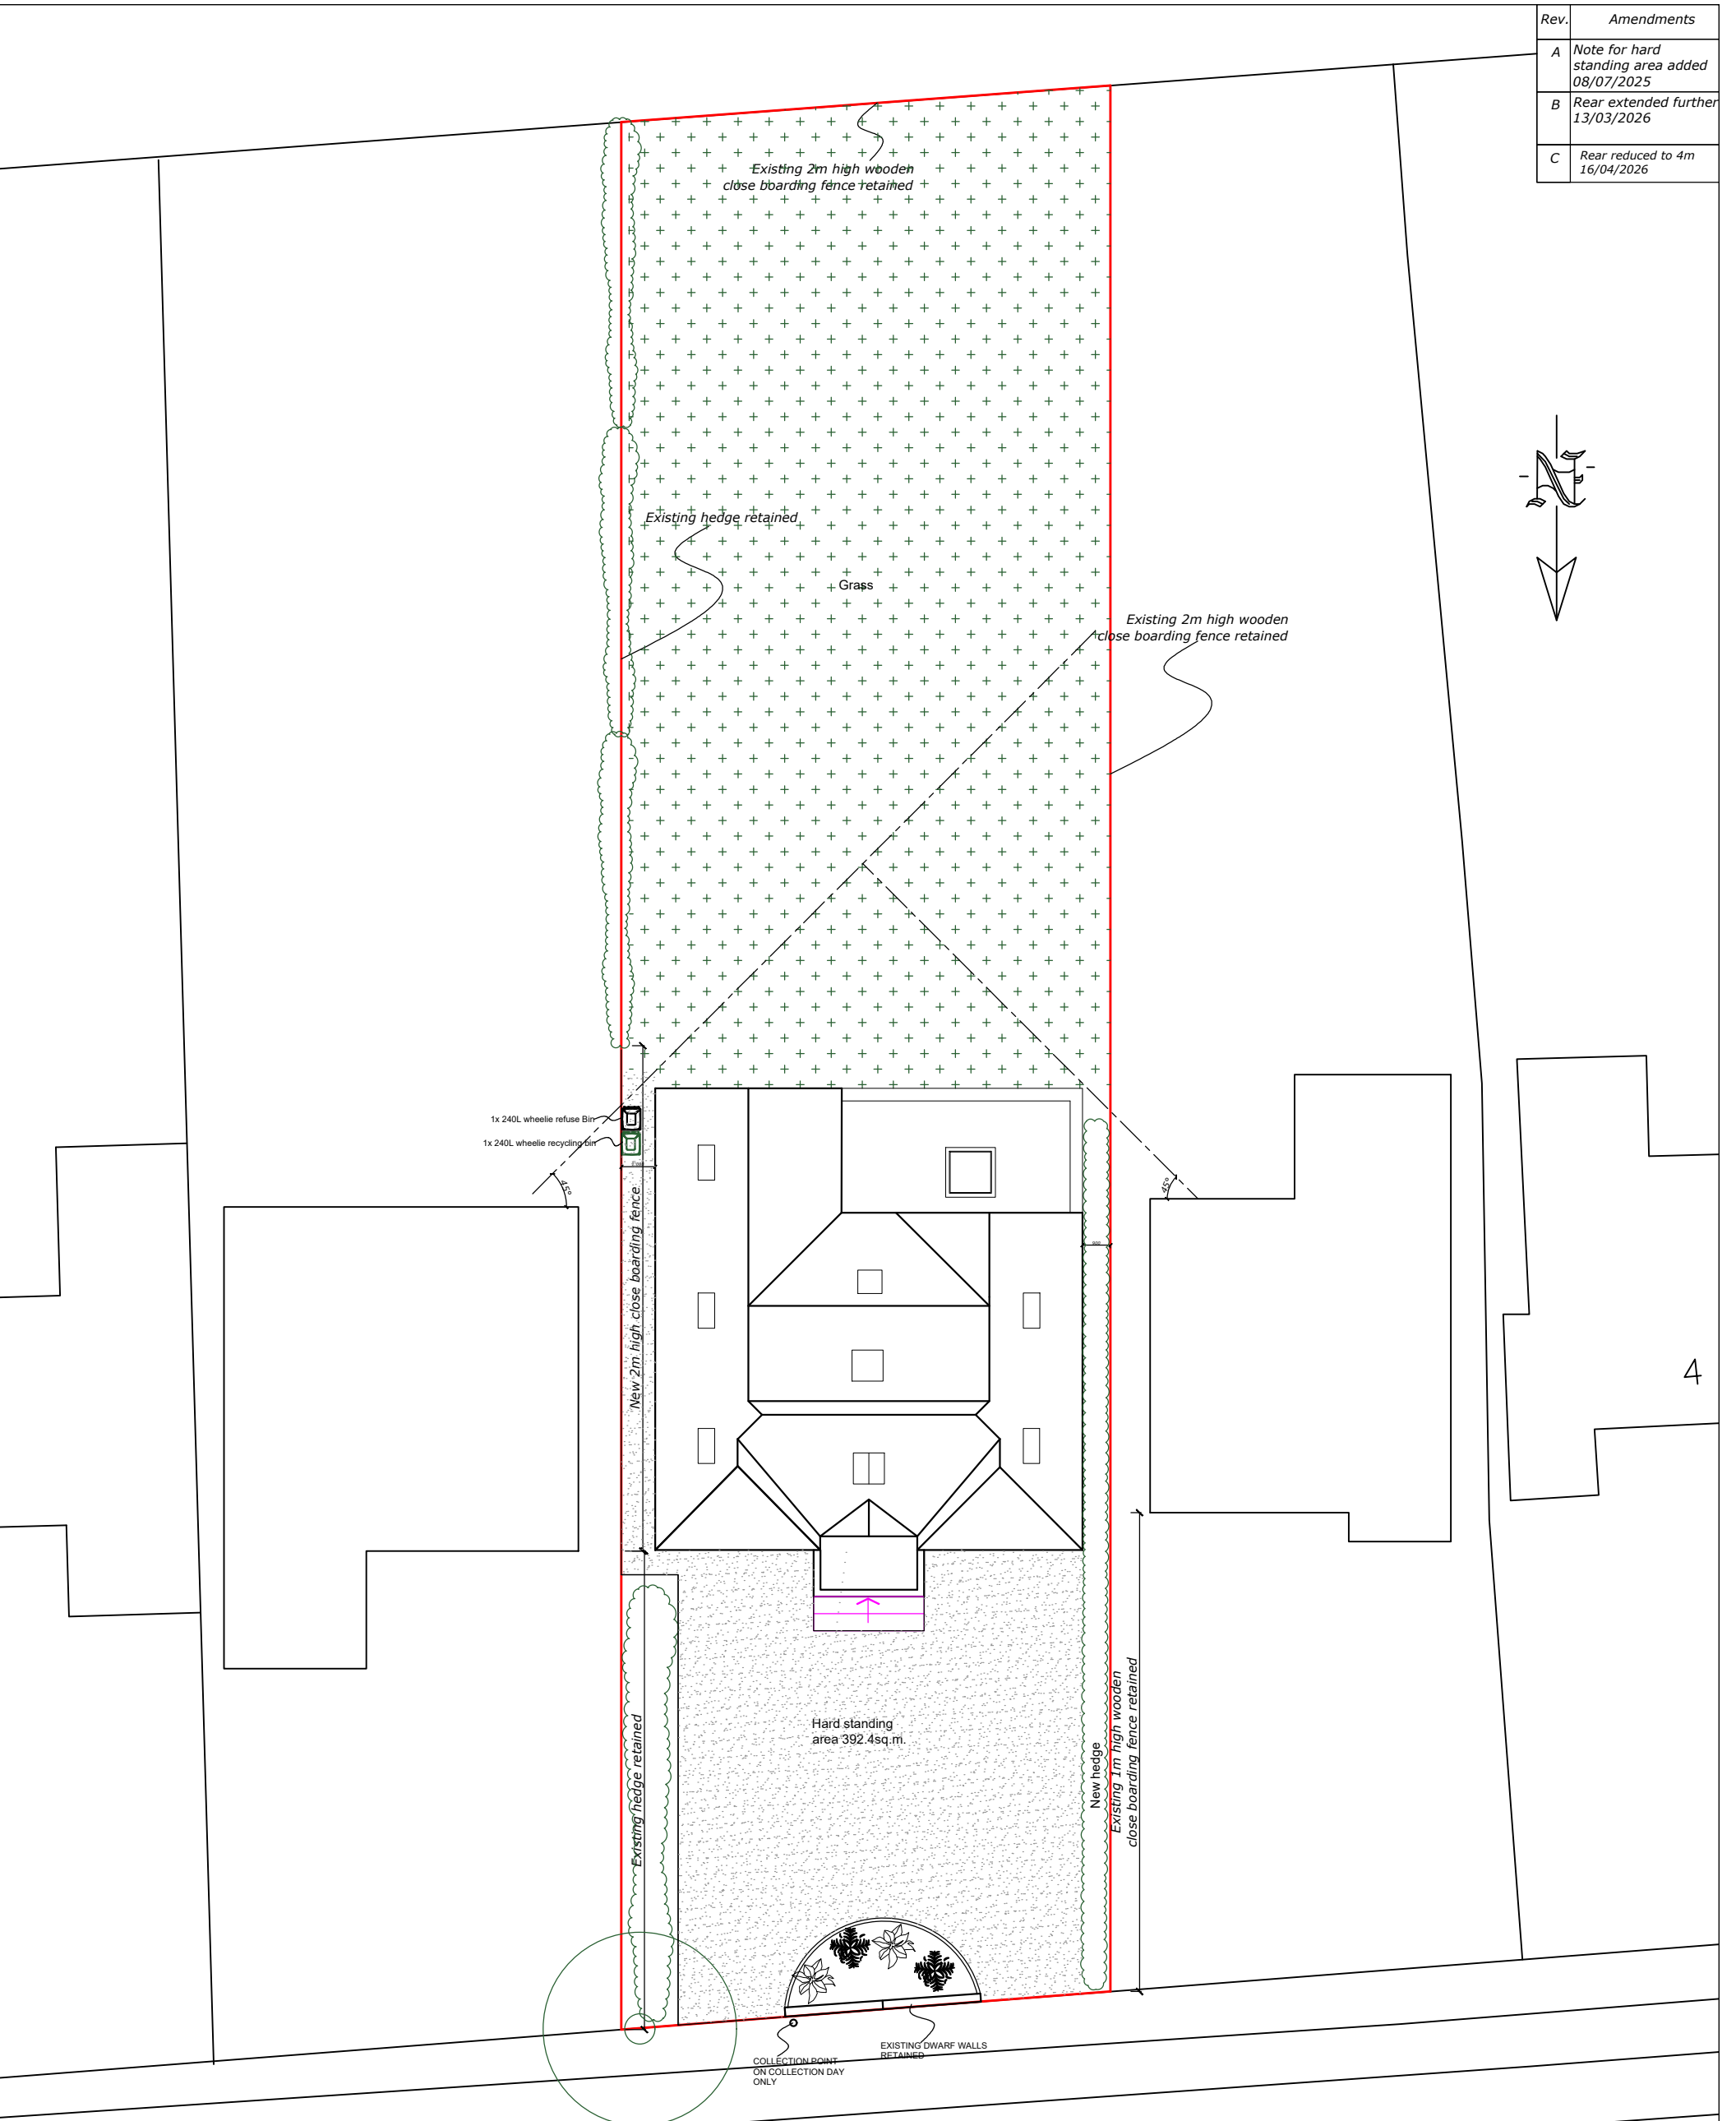 Rev. Amendments
A Note for hard
standing area added
08/07/2025
B Rear extended further
13/03/2026
C Rear reduced to 4m
16/04/2026
Existing 2m high wooden
close boarding fence retained
N
Existing hedge retained
Grass
Existing 2m high wooden
close boarding fence retained
1x 240L wheelie refuse Bin
1x 240L wheelie recycling bin
45°
45°
New 2m high close boarding fence
4
Hard standing
area 392.4sq.m.
Existing hedge retained
New hedge
Existing 1m high wooden
close boarding fence retained
EXISTING DWARF WALLS
RETAINED
COLLECTION POINT
ON COLLECTION DAY
ONLY